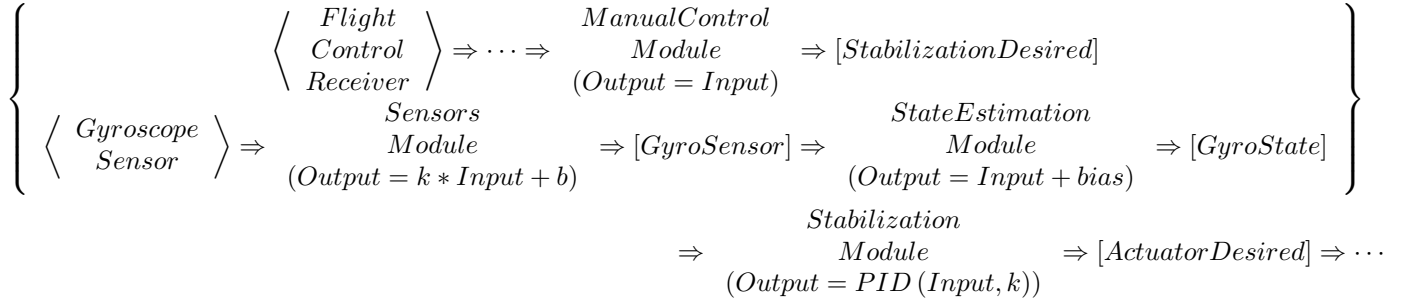 Flight Control Receiver ⇒ ··· ⇒ ManualControl Module (Output = Input) ⇒ [StabilizationDesired]
Gyroscope Sensor ⇒ Sensors Module (Output = k ∗ Input + b) ⇒ [GyroSensor] ⇒ StateEstimation Module (Output = Input + bias) ⇒ [GyroState]
⇒ Stabilization Module (Output = PID (Input, k)) ⇒ [ActuatorDesired] ⇒ ···